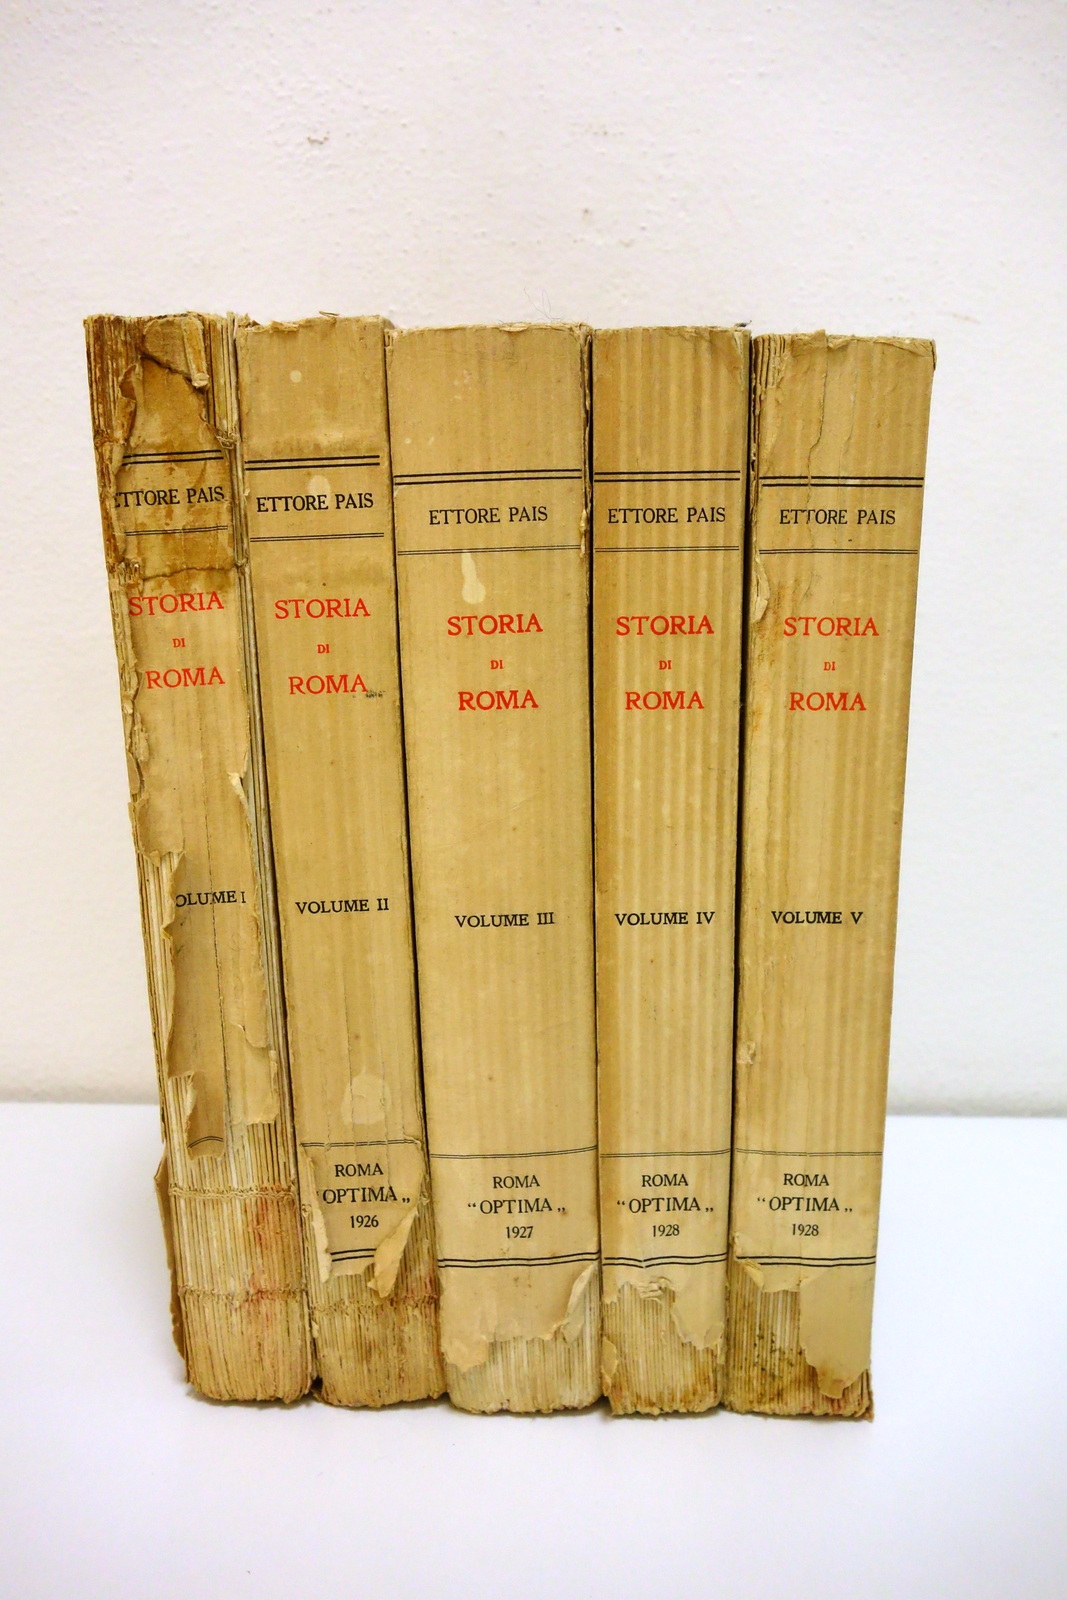 ETTORE PAIS
STORIA
DI
ROMA
OLUME I
ETTORE PAIS
STORIA
DI
ROMA
VOLUME II
ROMA
"OPTIMA„
1926
ETTORE PAIS
STORIA
DI
ROMA
VOLUME III
ROMA
"OPTIMA„
1927
ETTORE PAIS
STORIA
DI
ROMA
VOLUME IV
ROMA
"OPTIMA„
1928
ETTORE PAIS
STORIA
DI
ROMA
VOLUME V
ROMA
"OPTIMA„
1928